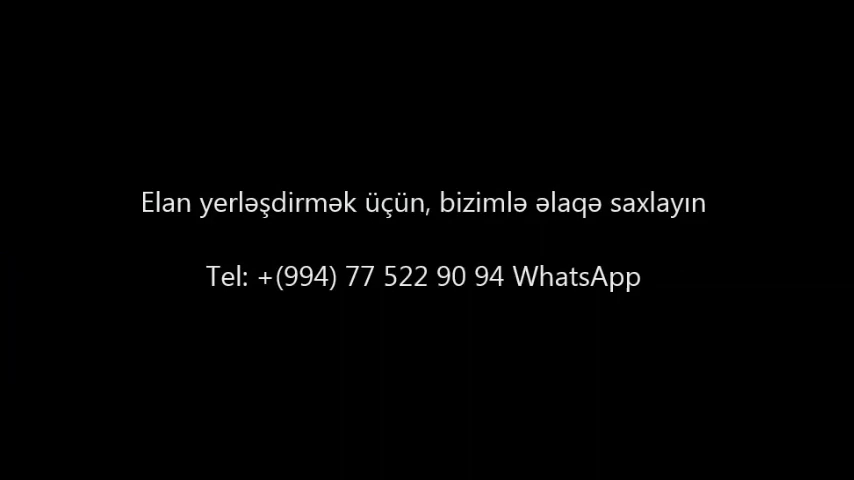 Elan yerləşdirmək üçün, bizimlə əlaqə saxlayın
Tel: +(994) 77 522 90 94 WhatsApp